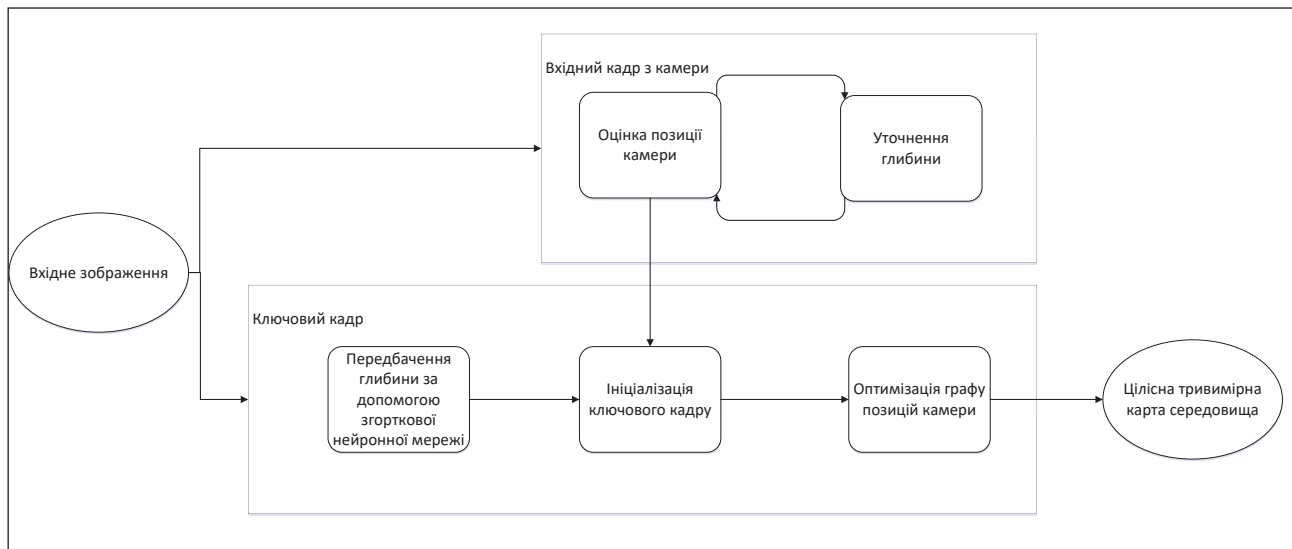 Вхідний кадр з камери
Оцінка позиції
камери
Уточнення
глибини
Вхідне зображення
Ключовий кадр
Передбачення
глибини за
допомогою
згорткової
нейронної мережі
Ініціалізація
ключового кадру
Оптимізація графу
позицій камери
Цілісна тривимірна
карта середовища